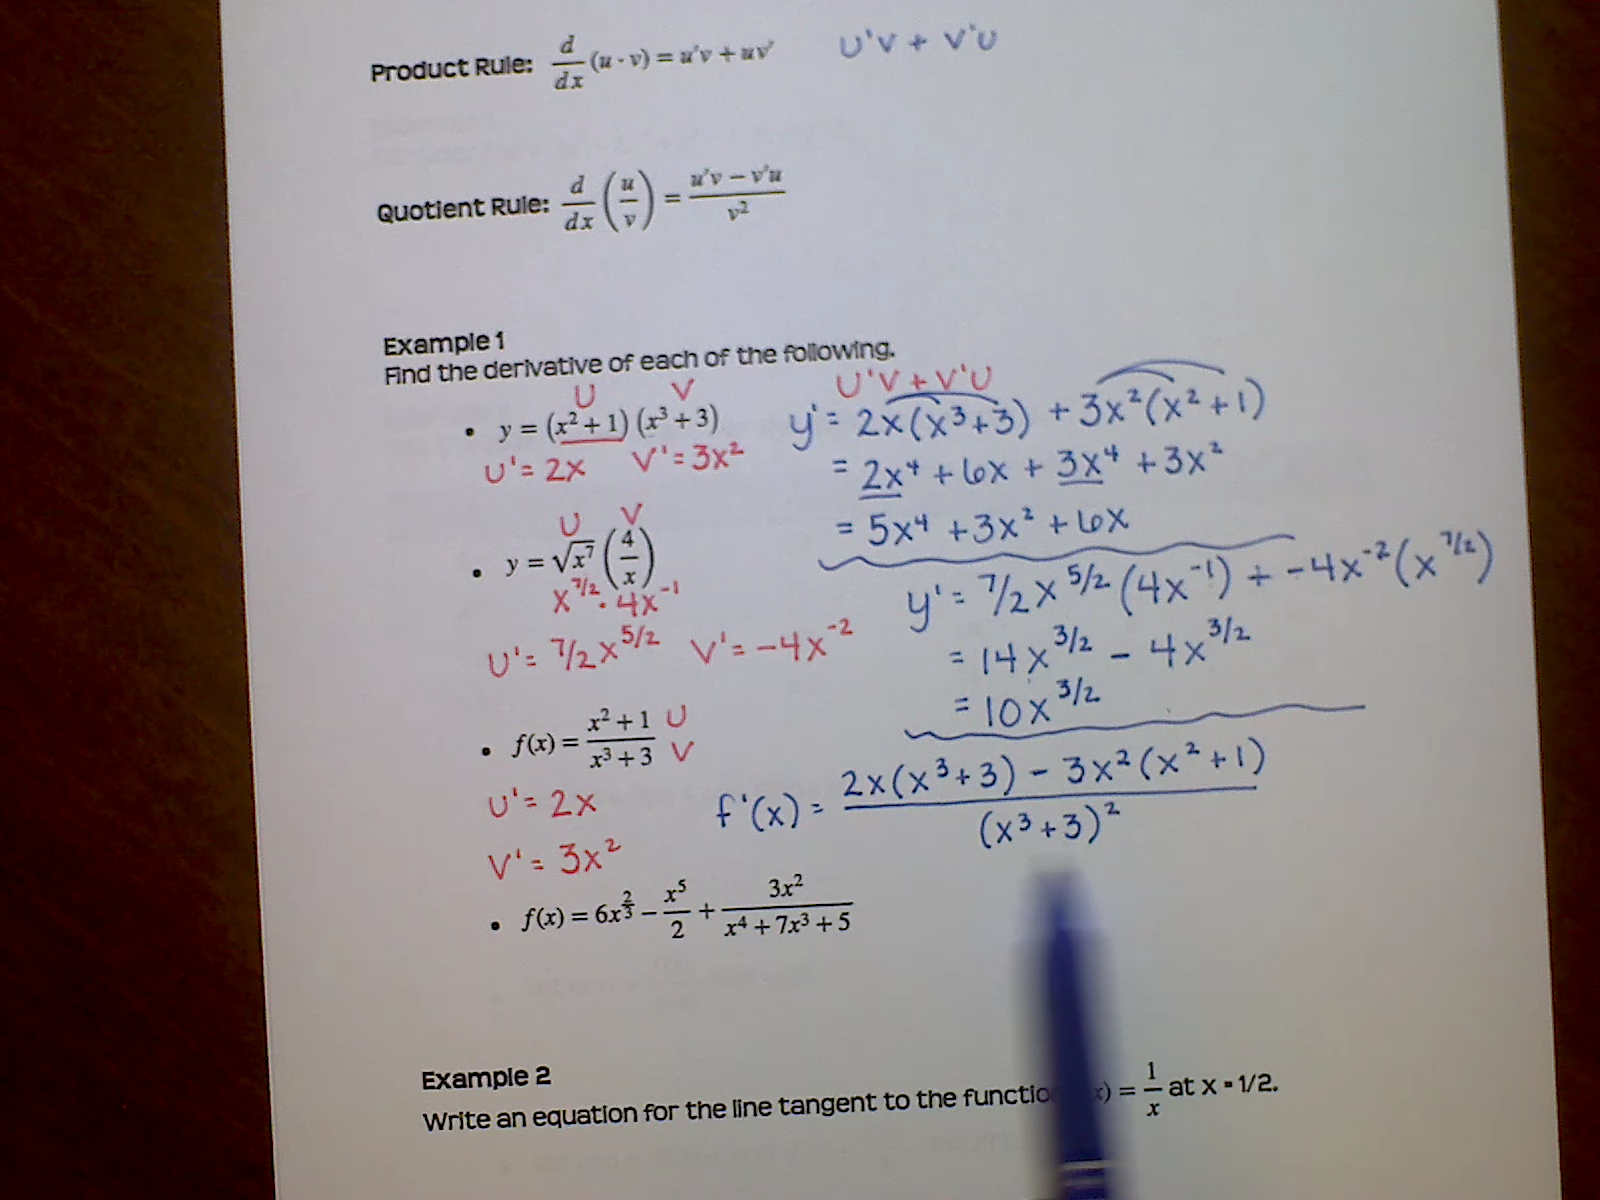 Product Rule: d/dx (u · v) = u'v + uv'   U'V + V'U
Quotient Rule: d/dx (u/v) = (u'v − v'u)/v²
Example 1
Find the derivative of each of the following.
U   V   U'V + V'U
• y = (x² + 1) (x³ + 3)   y' = 2x(x³+3) + 3x²(x²+1)
U' = 2x   V' = 3x²   = 2x⁴ + 6x + 3x⁴ + 3x²
= 5x⁴ + 3x² + 6x
U   V
• y = √x⁷ (4/x)   y' = 7/2 x^5/2 (4x^-1) + -4x^-2 (x^7/2)
x^7/2 · 4x^-1
U' = 7/2 x^5/2   V' = -4x^-2   = 14x^3/2 - 4x^3/2
= 10x^3/2
• f(x) = (x² + 1)/(x³ + 3)   U   V
U' = 2x   f'(x) = (2x(x³+3) - 3x²(x²+1))/(x³+3)²
V' = 3x²
• f(x) = 6x^2/3 − x⁵/2 + 3x²/(x⁴ + 7x³ + 5)
Example 2
Write an equation for the line tangent to the functio x) = 1/x at x = 1/2.